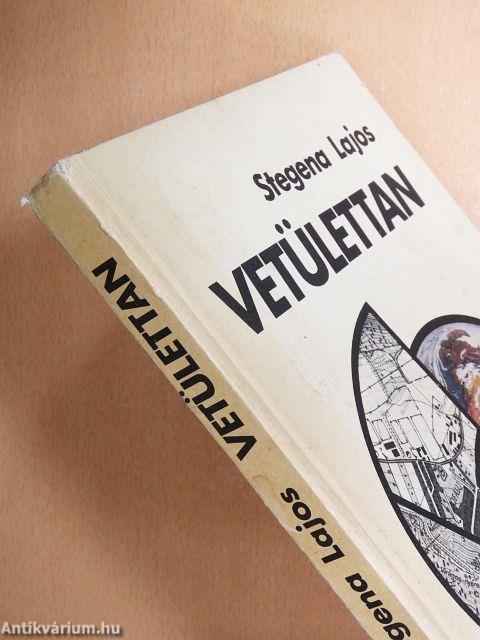 Stegena Lajos
VETÜLETTAN
gena Lajos VETÜLETTAN
Antikvárium.hu